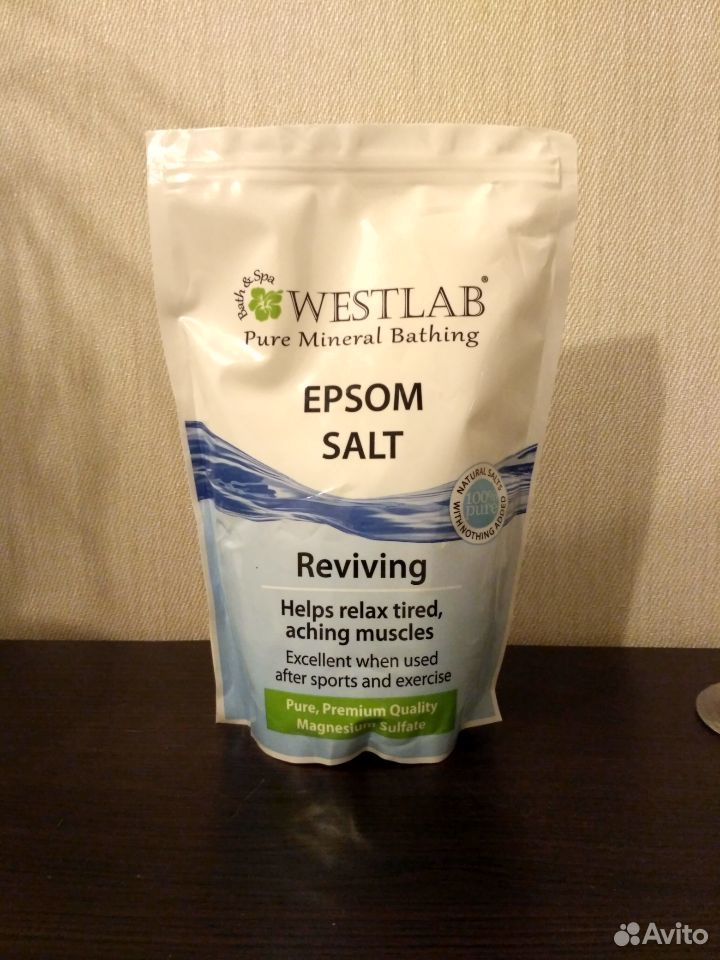 Bath & Spa
WESTLAB®
Pure Mineral Bathing
EPSOM
SALT
NATURAL SALTS
100%
pure
WITH NOTHING ADDED
Reviving
Helps relax tired,
aching muscles
Excellent when used
after sports and exercise
Pure, Premium Quality
Magnesium Sulfate
Avito